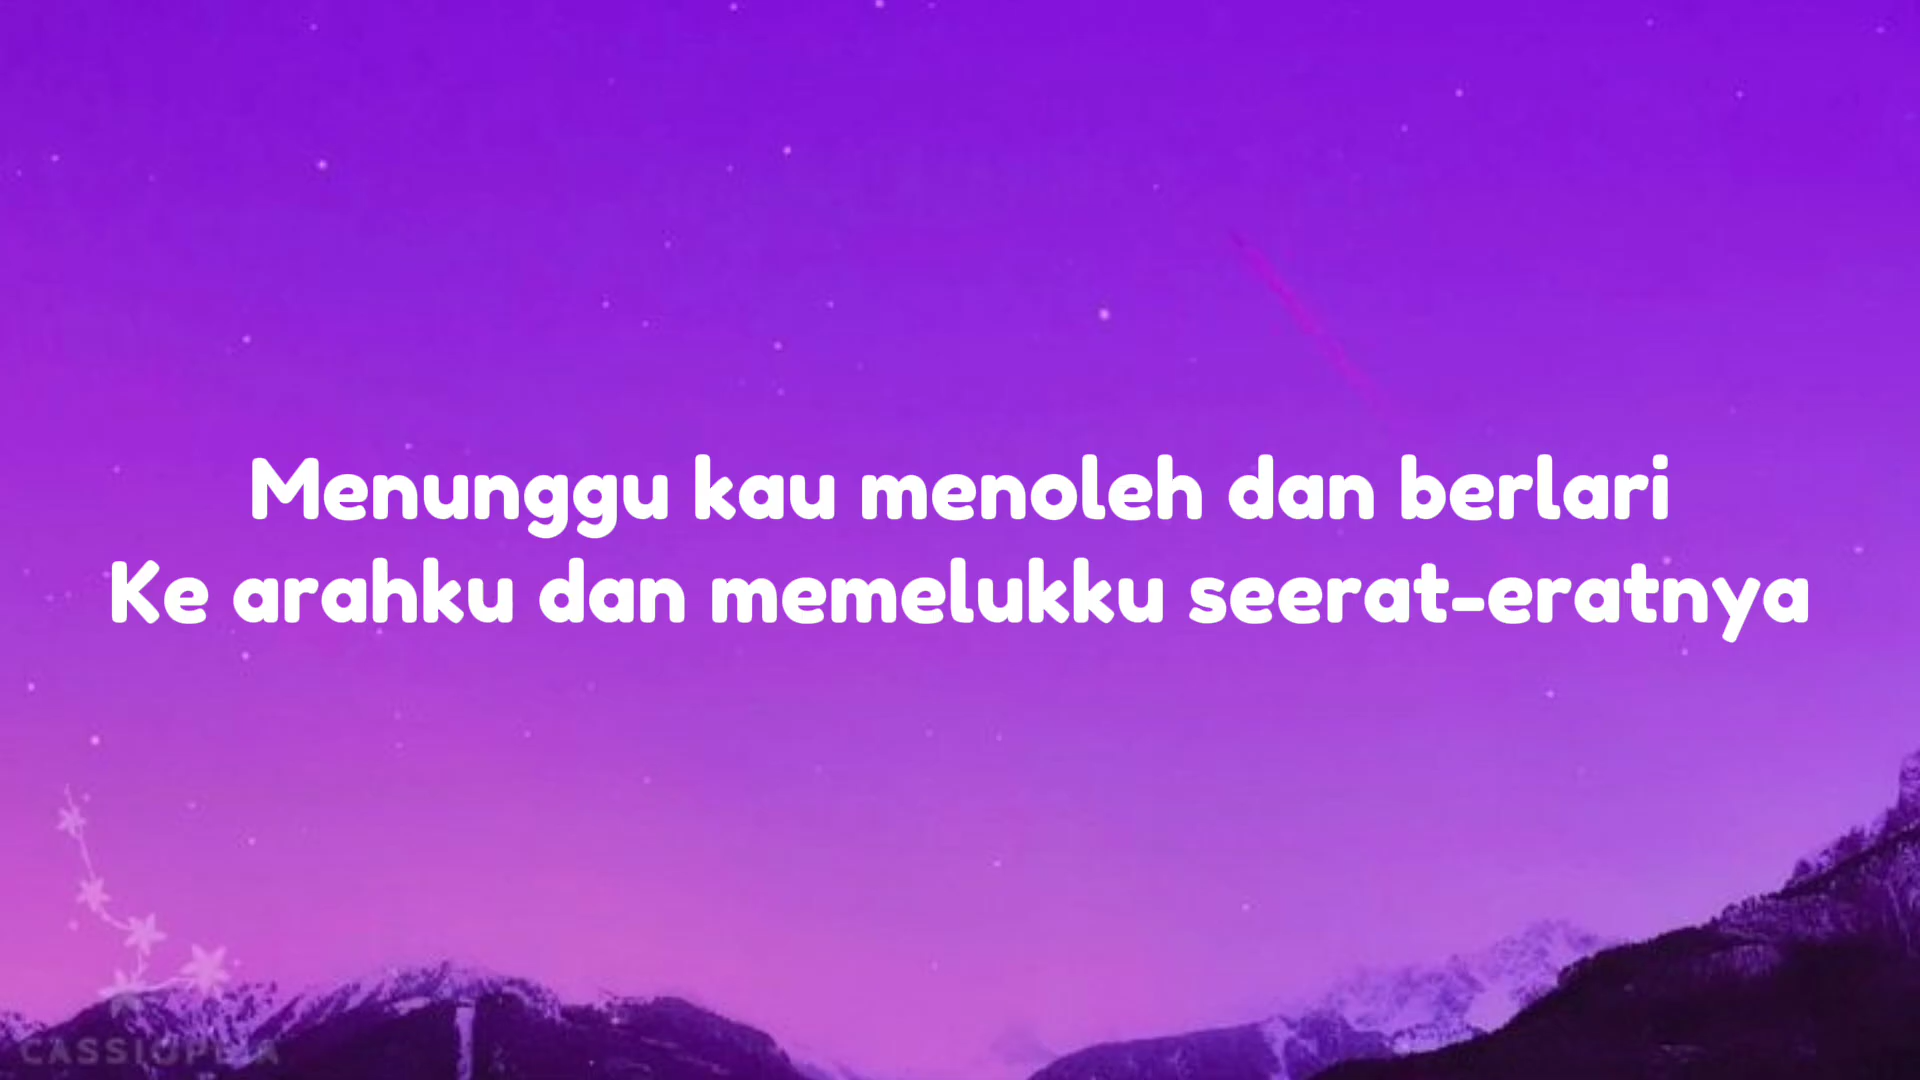 Menunggu kau menoleh dan berlari
Ke arahku dan memelukku seerat-eratnya
CASSIOPEIA